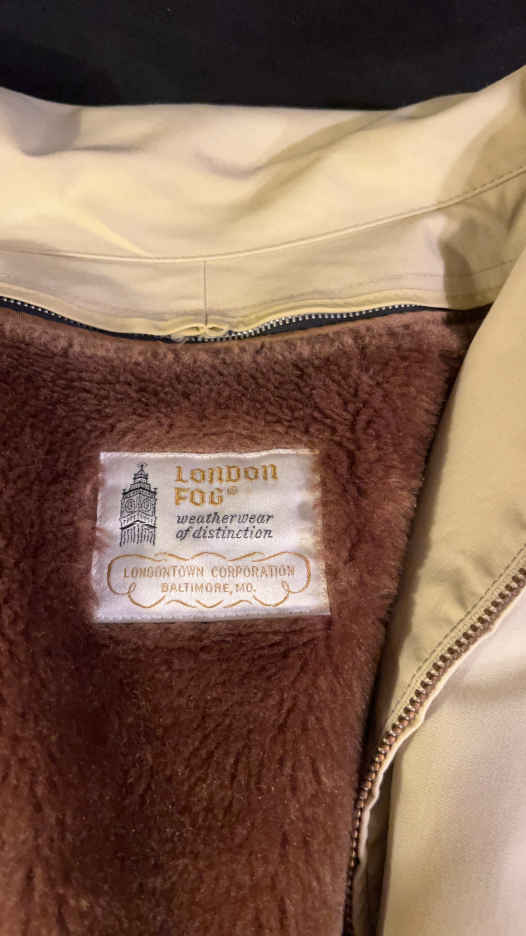 LONDON
FOG®
weatherwear
of distinction
LONDONTOWN CORPORATION
BALTIMORE, MD.